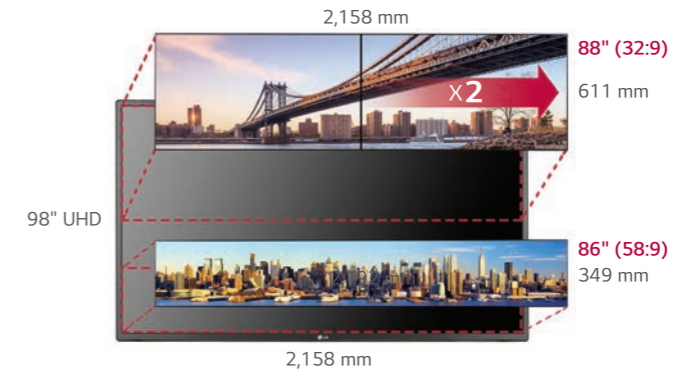 2,158 mm
88" (32:9)
X2
611 mm
98" UHD
86" (58:9)
349 mm
LG
2,158 mm